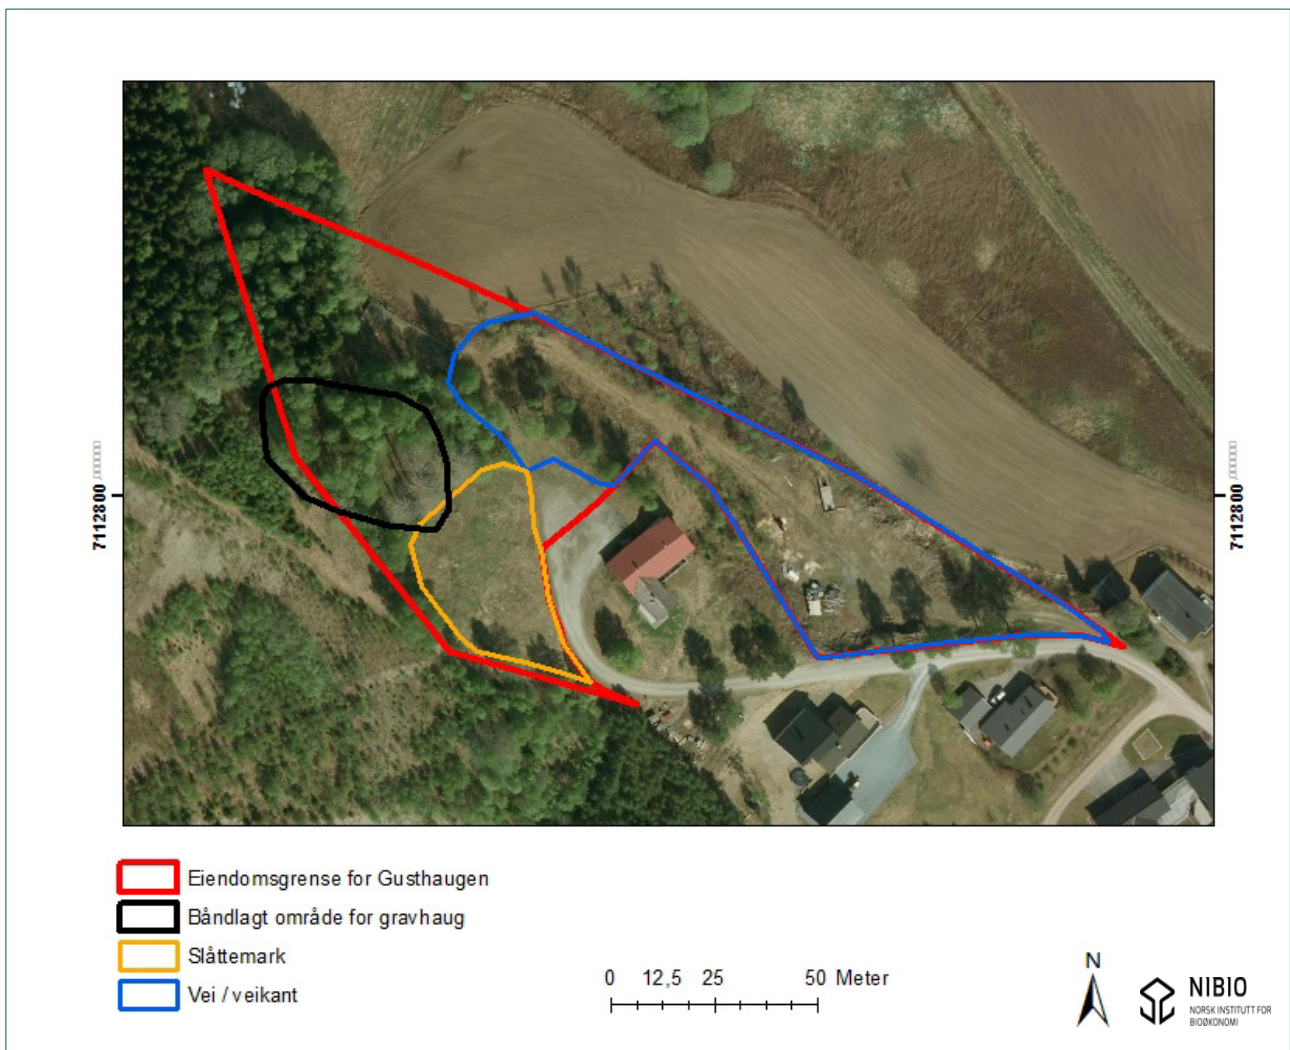 7112800
7112800
Eiendomsgrense for Gusthaugen
Båndlagt område for gravhaug
Slåttemark
Vei / veikant
0 12,5 25 50 Meter
N
NIBIO
NORSK INSTITUTT FOR
BIOØKONOMI